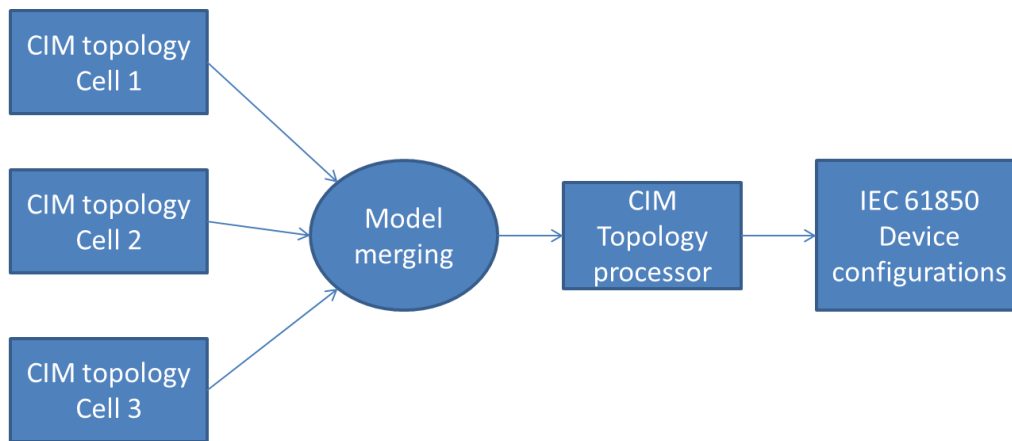 CIM topology
Cell 1
CIM topology
Cell 2
CIM topology
Cell 3
Model
merging
CIM
Topology
processor
IEC 61850
Device
configurations